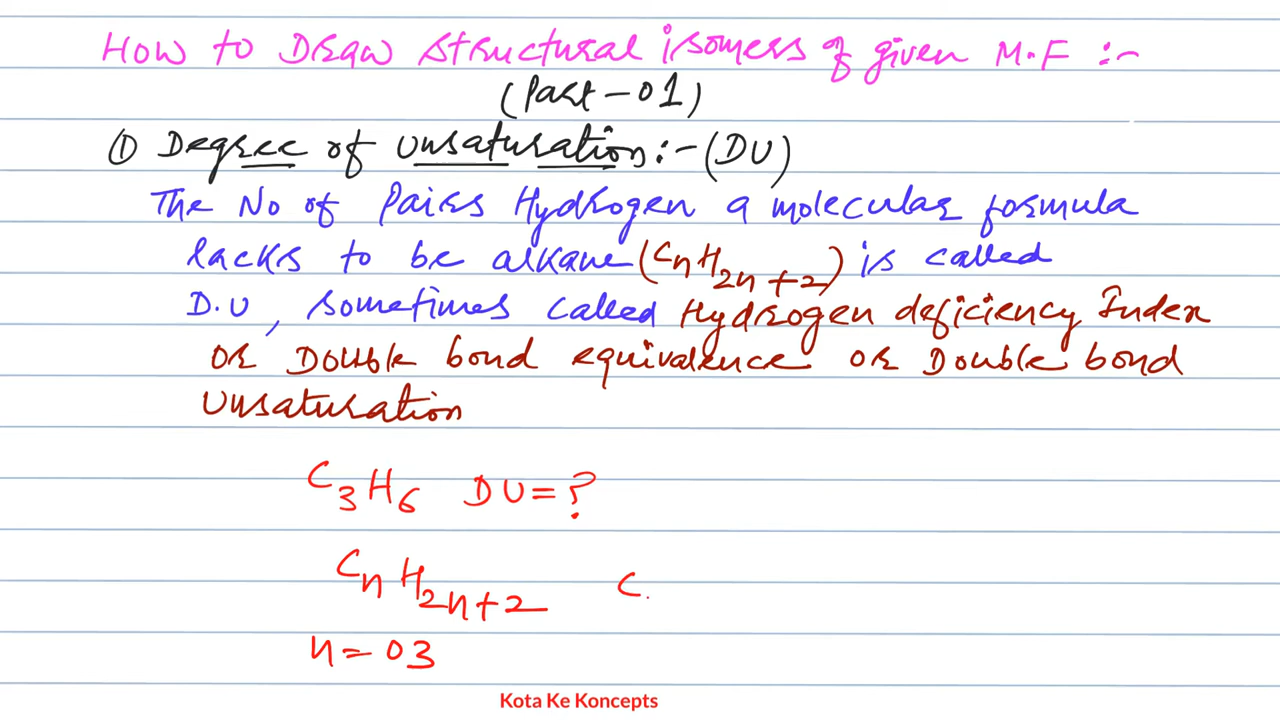 How to Draw structural isomers of given M.F :-
(Part-01)
① Degree of Unsaturation:-(DU)
The No of Pairs Hydrogen a molecular formula
lacks to be alkane (CnH2n+2) is called
D.U, sometimes called Hydrogen deficiency Index
OR Double bond equivalence OR Double bond
Unsaturation
C3H6 DU=?
CnH2n+2 C
n=03
Kota Ke Koncepts